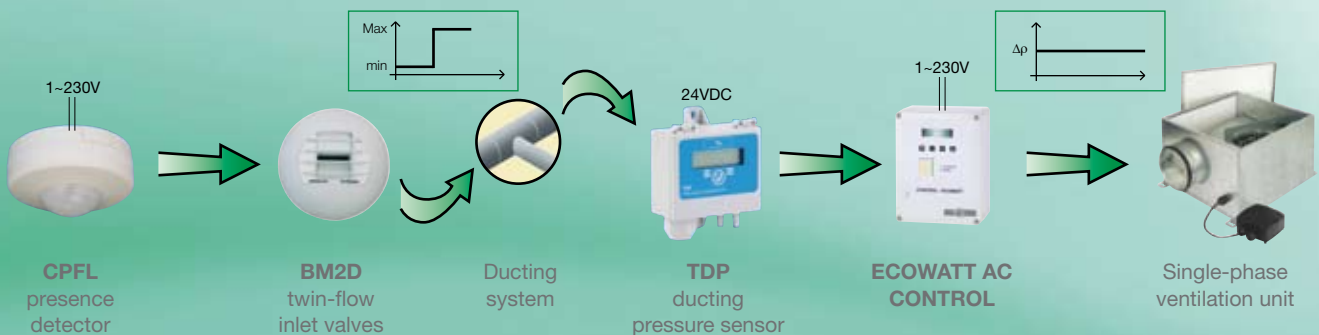 Max
min
Δρ
1~230V
24VDC
1~230V
CPFL
presence
detector
BM2D
twin-flow
inlet valves
Ducting
system
TDP
ducting
pressure sensor
ECOWATT AC
CONTROL
Single-phase
ventilation unit